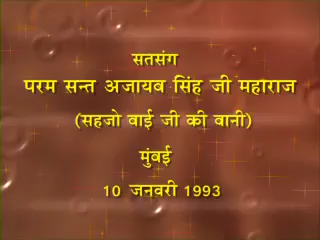 सतसंग
परम सन्त अजायब सिंह जी महाराज
(सहजो वाई जी की वानी)
मुंबई
10 जनवरी 1993